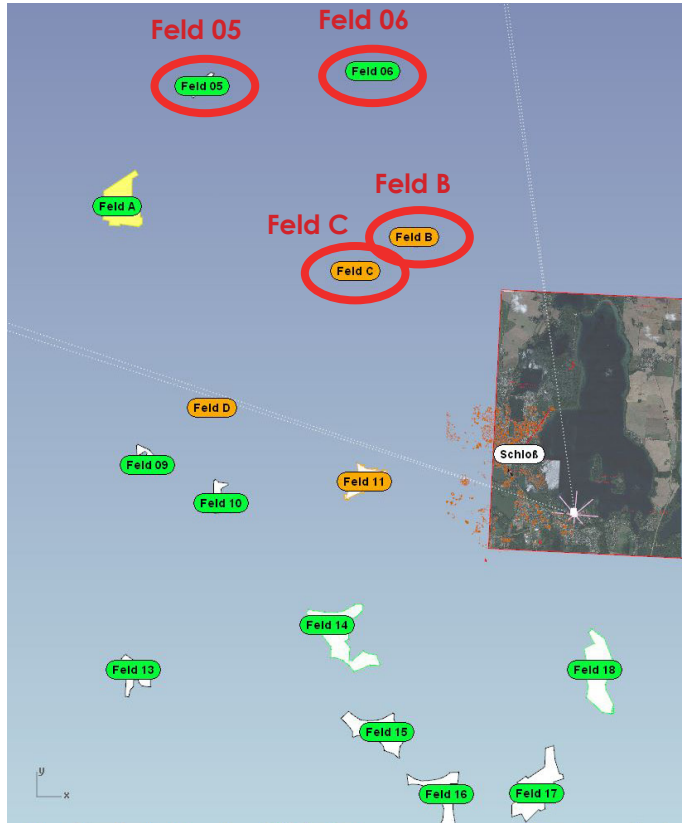 Feld 05
Feld 06
Feld 05
Feld 06
Feld A
Feld B
Feld C
Feld B
Feld C
Feld D
Schloß
Feld 09
Feld 11
Feld 10
Feld 14
Feld 13
Feld 18
Feld 15
Feld 16
Feld 17
y
x